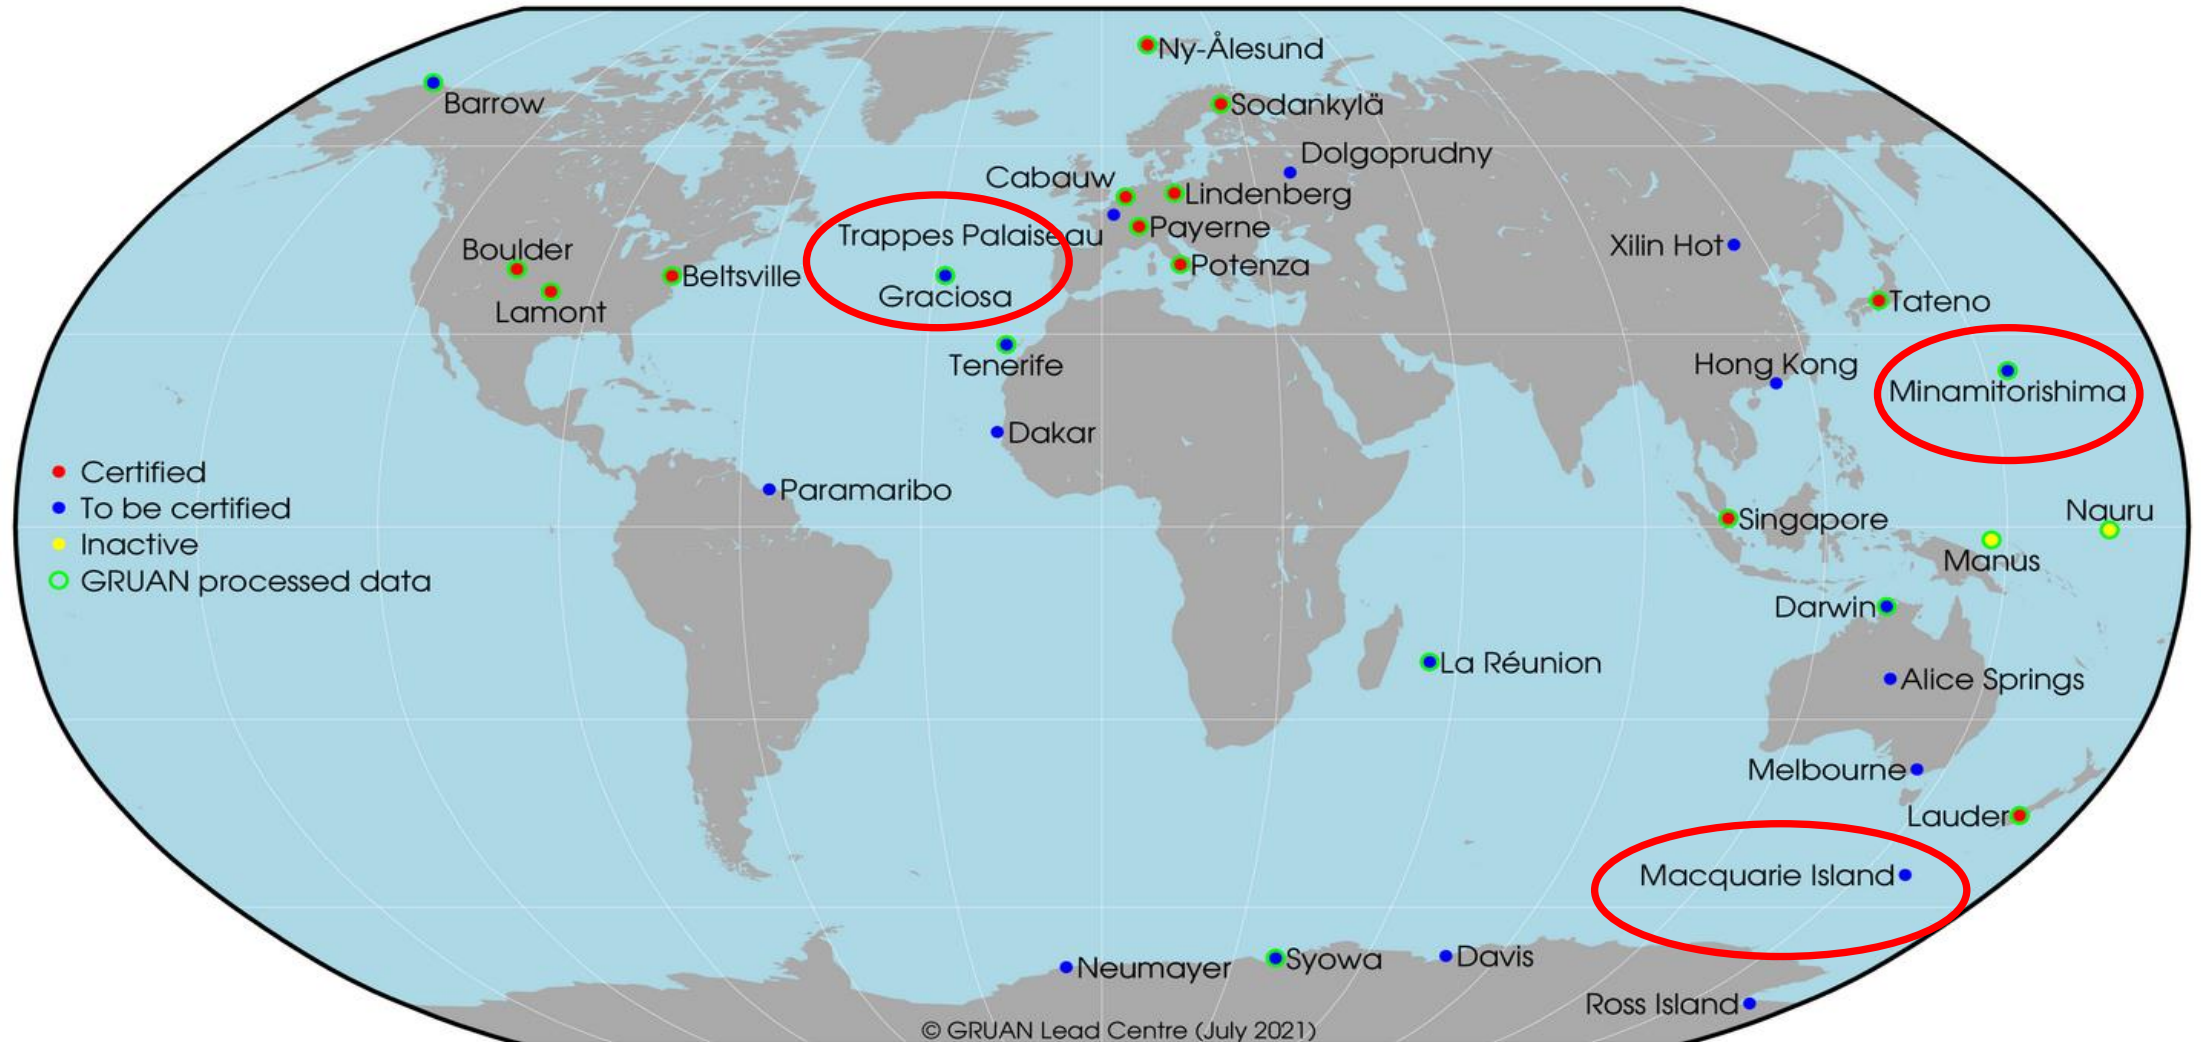 Ny-Ålesund
Barrow
Sodankylä
Dolgoprudny
Cabauw
Lindenberg
Trappes Palaiseau
Payerne
Boulder
Xilin Hot
Potenza
Beltsville
Graciosa
Tateno
Lamont
Tenerife
Hong Kong
Minamitorishima
Dakar
Certified
Paramaribo
To be certified
Nauru
Singapore
Inactive
Manus
GRUAN processed data
Darwin
La Réunion
Alice Springs
Melbourne
Lauder
Macquarie Island
Neumayer
Syowa
Davis
Ross Island
© GRUAN Lead Centre (July 2021)